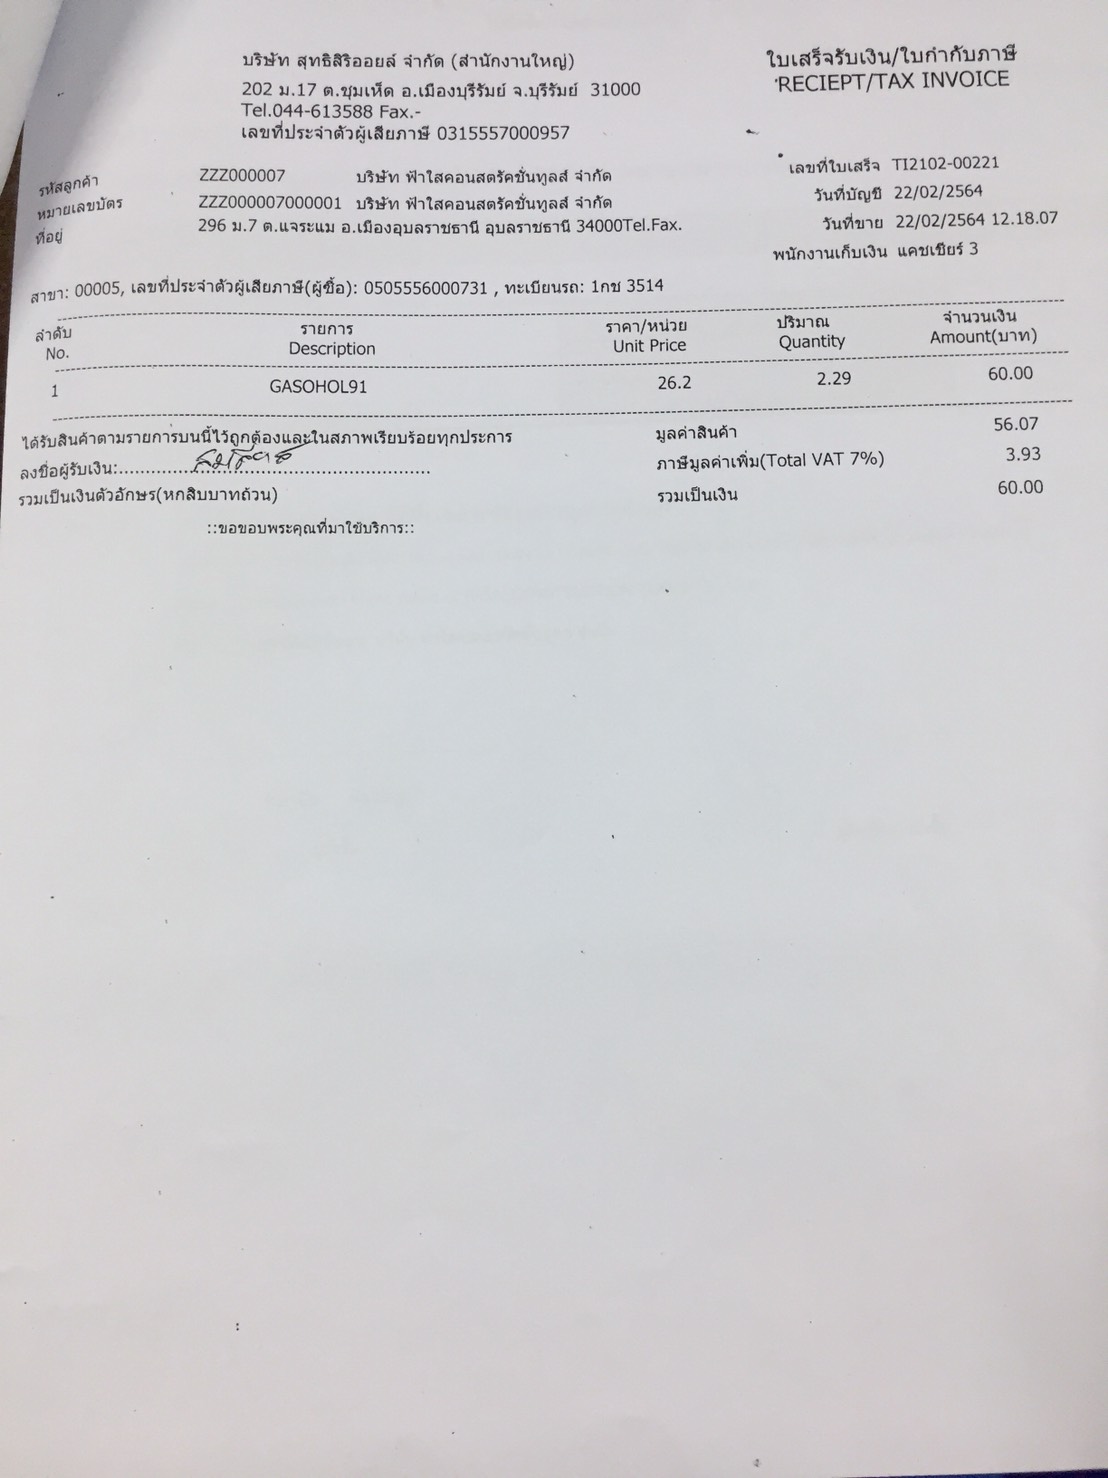 บริษัท สุทธิสิริออยล์ จำกัด (สำนักงานใหญ่)
202 ม.17 ต.ชุมเห็ด อ.เมืองบุรีรัมย์ จ.บุรีรัมย์ 31000
Tel.044-613588 Fax.-
เลขที่ประจำตัวผู้เสียภาษี 0315557000957
ใบเสร็จรับเงิน/ใบกำกับภาษี
RECIEPT/TAX INVOICE
รหัสลูกค้า ZZZ000007 บริษัท ฟ้าใสคอนสตรัคชั่นทูลส์ จำกัด
หมายเลขบัตร ZZZ000007000001 บริษัท ฟ้าใสคอนสตรัคชั่นทูลส์ จำกัด
ที่อยู่ 296 ม.7 ต.แจระแม อ.เมืองอุบลราชธานี อุบลราชธานี 34000Tel.Fax.
เลขที่ใบเสร็จ TI2102-00221
วันที่บัญชี 22/02/2564
วันที่ขาย 22/02/2564 12.18.07
พนักงานเก็บเงิน แคชเชียร์ 3
สาขา: 00005, เลขที่ประจำตัวผู้เสียภาษี(ผู้ซื้อ): 0505556000731 , ทะเบียนรถ: 1กช 3514
ลำดับ รายการ ราคา/หน่วย ปริมาณ จำนวนเงิน
No. Description Unit Price Quantity Amount(บาท)
1 GASOHOL91 26.2 2.29 60.00
ได้รับสินค้าตามรายการบนนี้ไว้ถูกต้องและในสภาพเรียบร้อยทุกประการ มูลค่าสินค้า 56.07
ลงชื่อผู้รับเงิน:........................................................... ภาษีมูลค่าเพิ่ม(Total VAT 7%) 3.93
รวมเป็นเงินตัวอักษร(หกสิบบาทถ้วน) รวมเป็นเงิน 60.00
::ขอขอบพระคุณที่มาใช้บริการ::